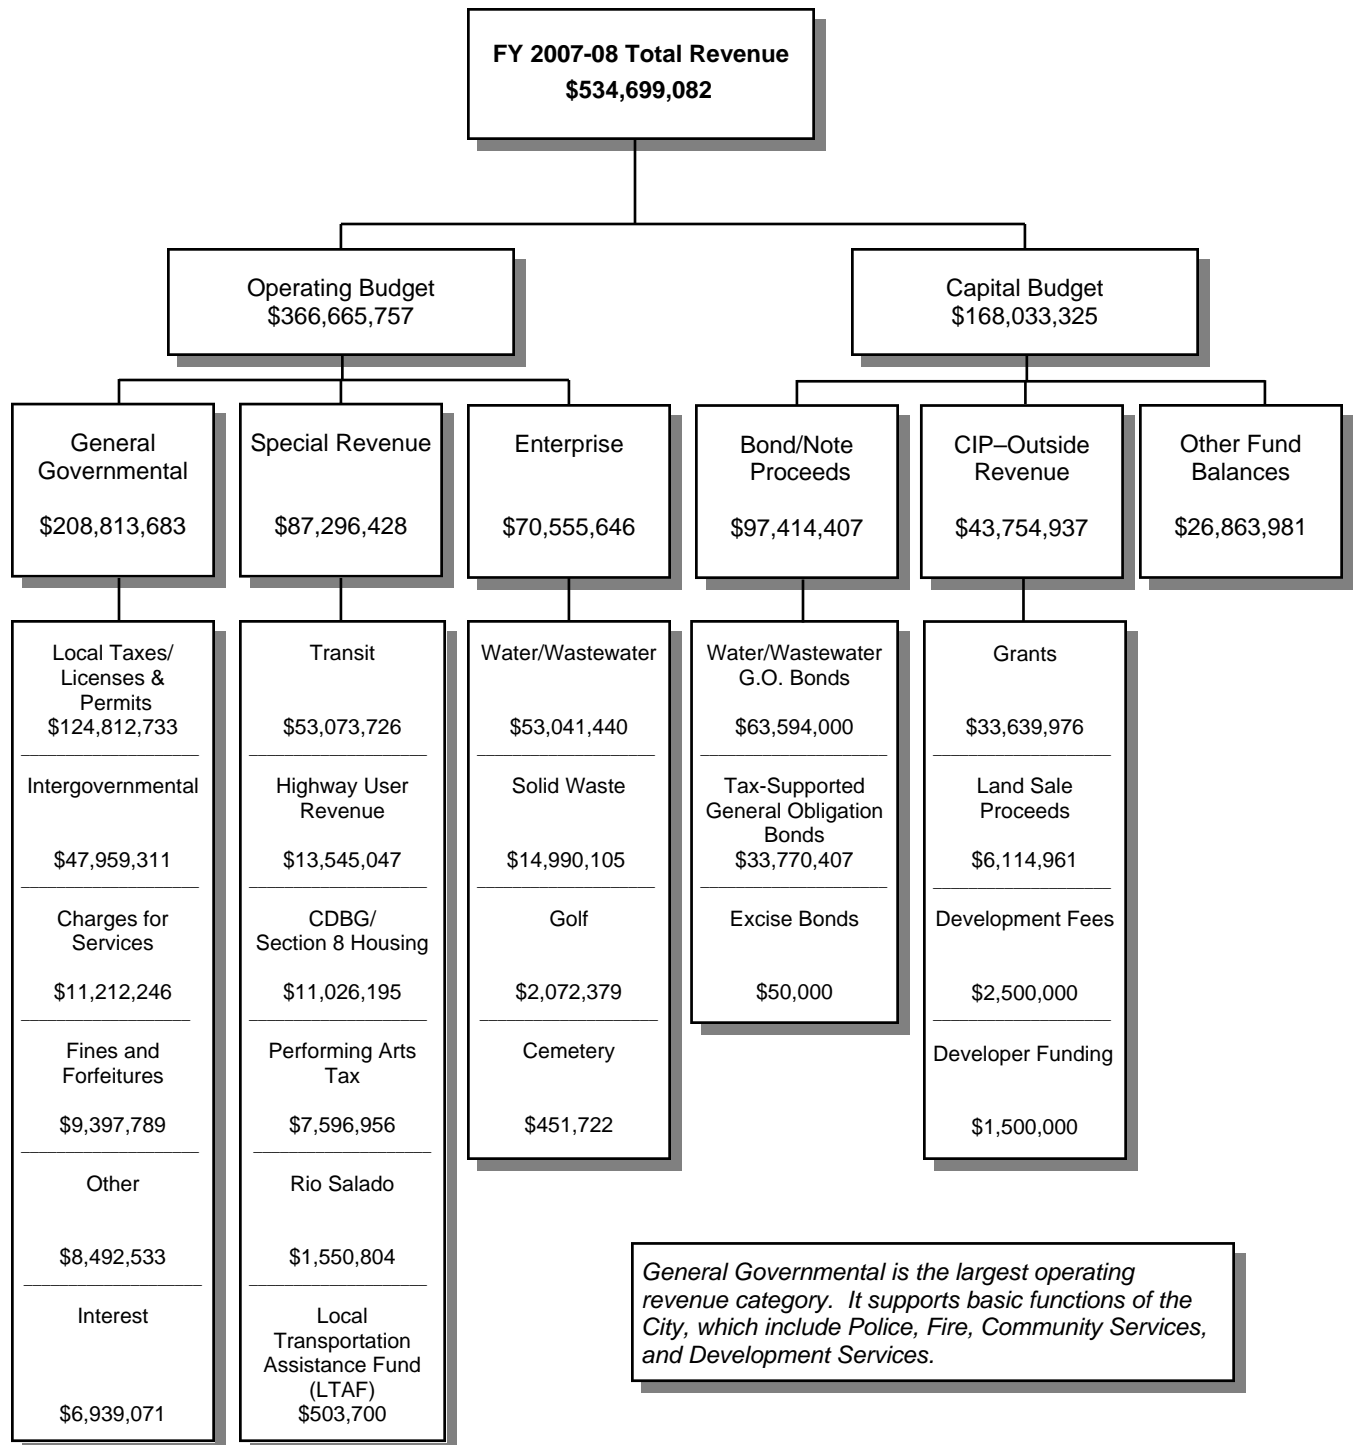 FY 2007-08 Total Revenue
$534,699,082
Operating Budget
$366,665,757
Capital Budget
$168,033,325
General
Governmental
$208,813,683
Special Revenue
$87,296,428
Enterprise
$70,555,646
Bond/Note
Proceeds
$97,414,407
CIP–Outside
Revenue
$43,754,937
Other Fund
Balances
$26,863,981
Local Taxes/
Licenses &
Permits
$124,812,733
Intergovernmental
$47,959,311
Charges for
Services
$11,212,246
Fines and
Forfeitures
$9,397,789
Other
$8,492,533
Interest
$6,939,071
Transit
$53,073,726
Highway User
Revenue
$13,545,047
CDBG/
Section 8 Housing
$11,026,195
Performing Arts
Tax
$7,596,956
Rio Salado
$1,550,804
Local
Transportation
Assistance Fund
(LTAF)
$503,700
Water/Wastewater
$53,041,440
Solid Waste
$14,990,105
Golf
$2,072,379
Cemetery
$451,722
Water/Wastewater
G.O. Bonds
$63,594,000
Tax-Supported
General Obligation
Bonds
$33,770,407
Excise Bonds
$50,000
Grants
$33,639,976
Land Sale
Proceeds
$6,114,961
Development Fees
$2,500,000
Developer Funding
$1,500,000
General Governmental is the largest operating
revenue category. It supports basic functions of the
City, which include Police, Fire, Community Services,
and Development Services.